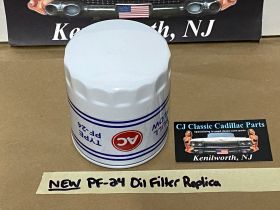 Kenilworth, NJ
AC
TYPE
PF-24
CJ Classic Cadillac Parts
Kenilworth, NJ
NEW PF-24 Oil Filter Replica